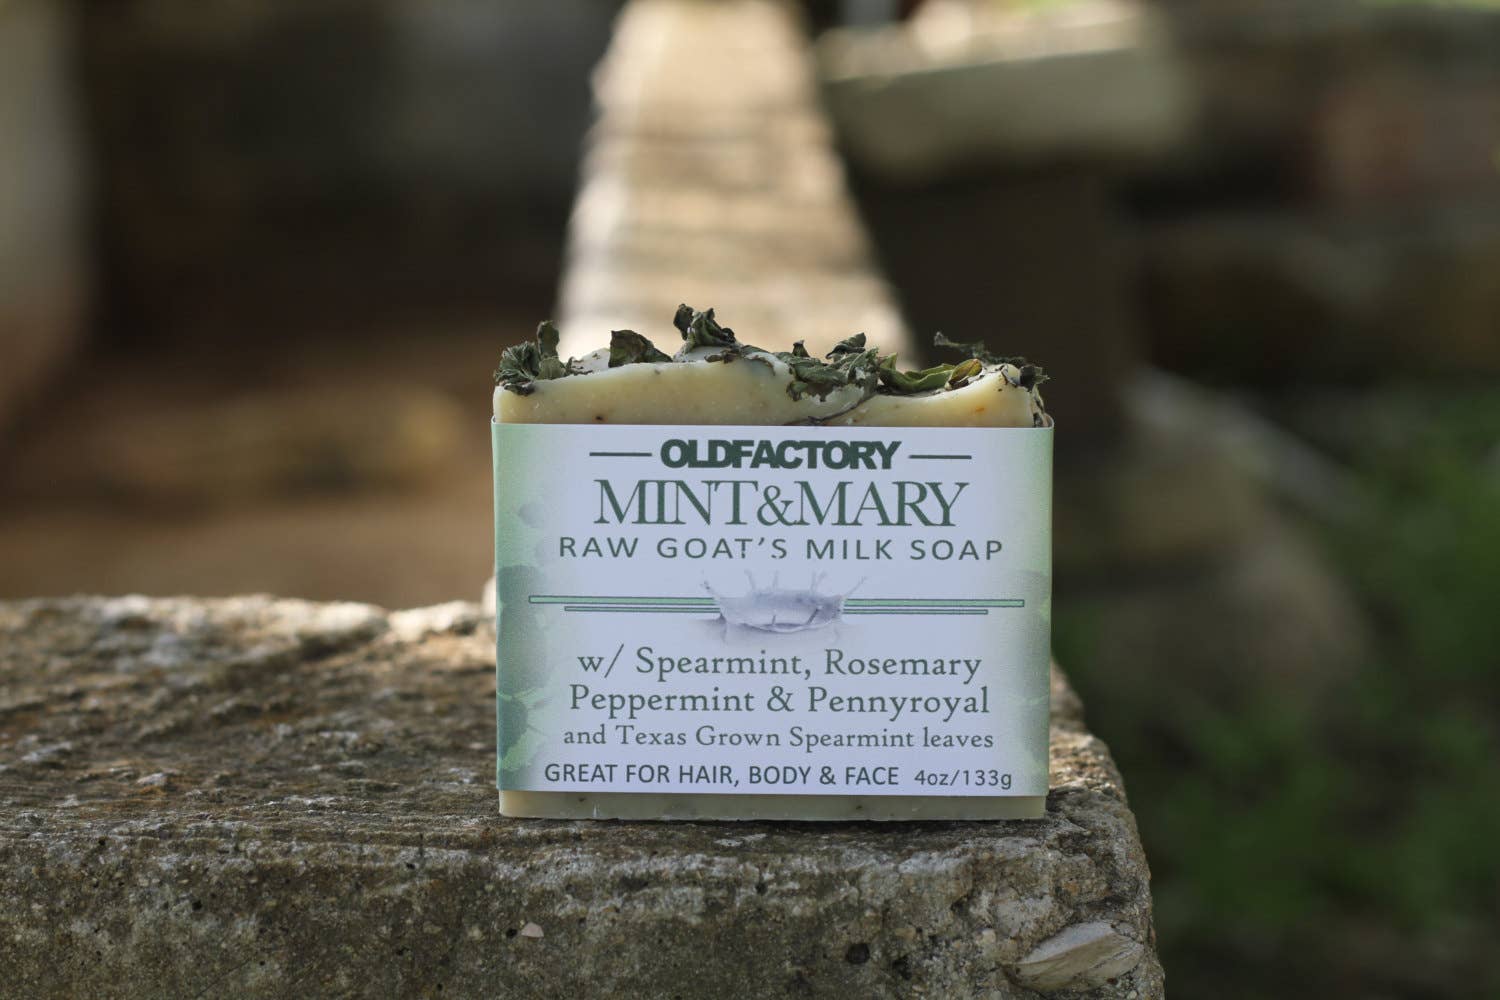 OLDFACTORY
MINT&MARY
RAW GOAT'S MILK SOAP
w/ Spearmint, Rosemary
Peppermint & Pennyroyal
and Texas Grown Spearmint leaves
GREAT FOR HAIR, BODY & FACE 4oz/133g